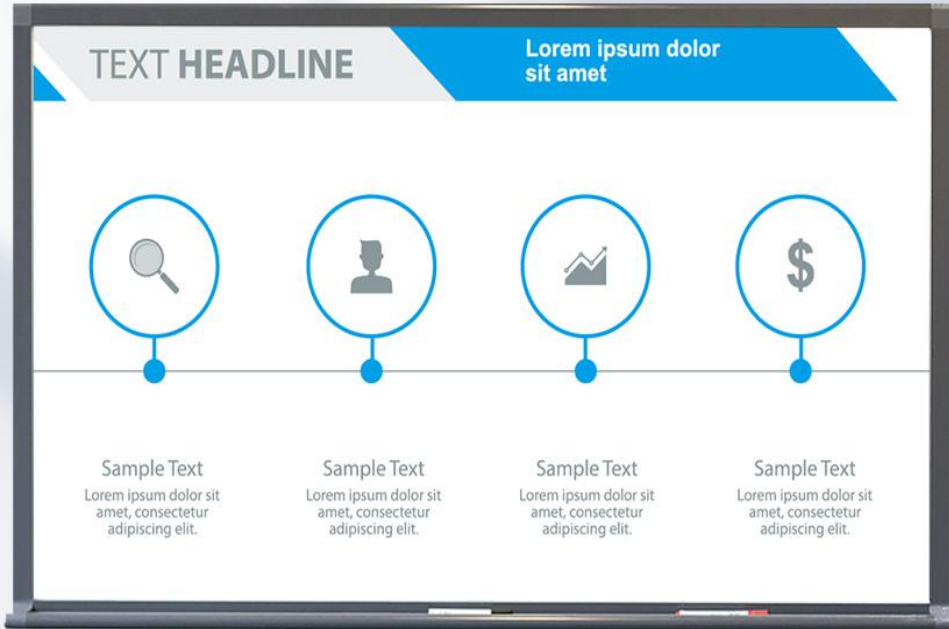 TEXT HEADLINE
Lorem ipsum dolor
sit amet
Sample Text
Lorem ipsum dolor sit
amet, consectetur
adipiscing elit.
Sample Text
Lorem ipsum dolor sit
amet, consectetur
adipiscing elit.
Sample Text
Lorem ipsum dolor sit
amet, consectetur
adipiscing elit.
Sample Text
Lorem ipsum dolor sit
amet, consectetur
adipiscing elit.